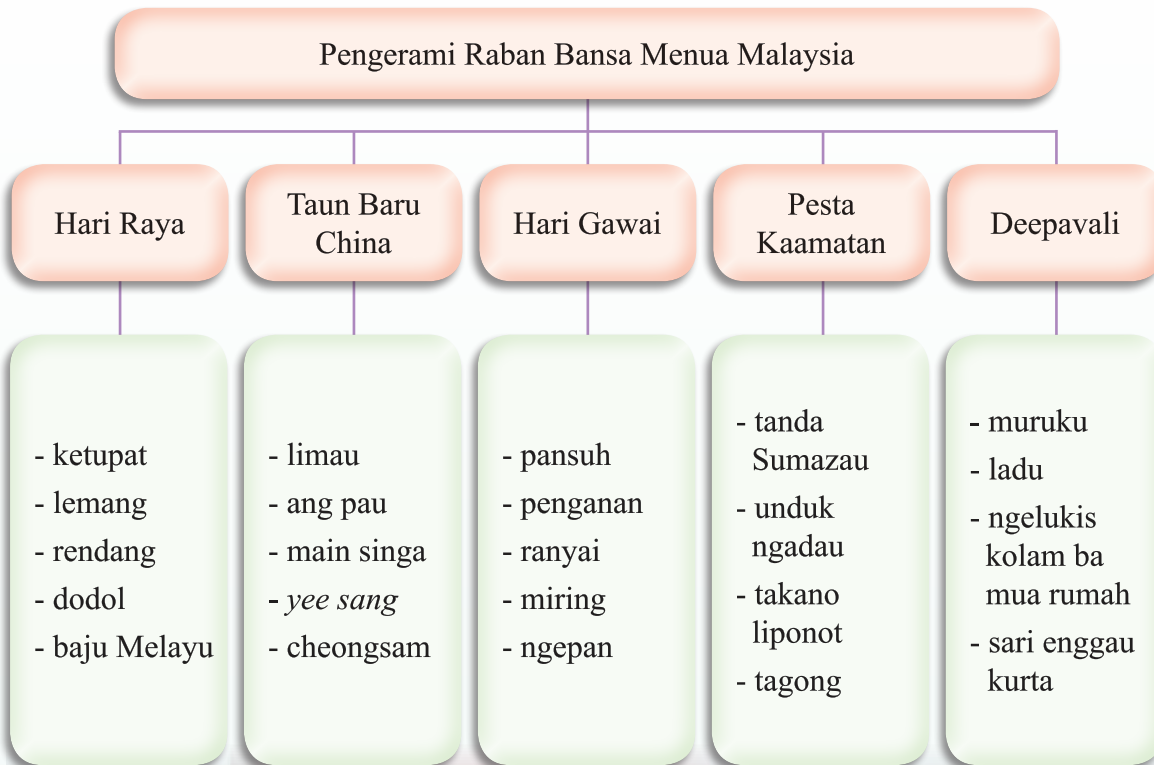 Pengerami Raban Bansa Menua Malaysia
Hari Raya
Taun Baru
China
Hari Gawai
Pesta
Kaamatan
Deepavali
- ketupat
- lemang
- rendang
- dodol
- baju Melayu
- limau
- ang pau
- main singa
- yee sang
- cheongsam
- pansuh
- penganan
- ranyai
- miring
- ngepan
- tanda
Sumazau
- unduk
ngadau
- takano
liponot
- tagong
- muruku
- ladu
- ngelukis
kolam ba
mua rumah
- sari enggau
kurta